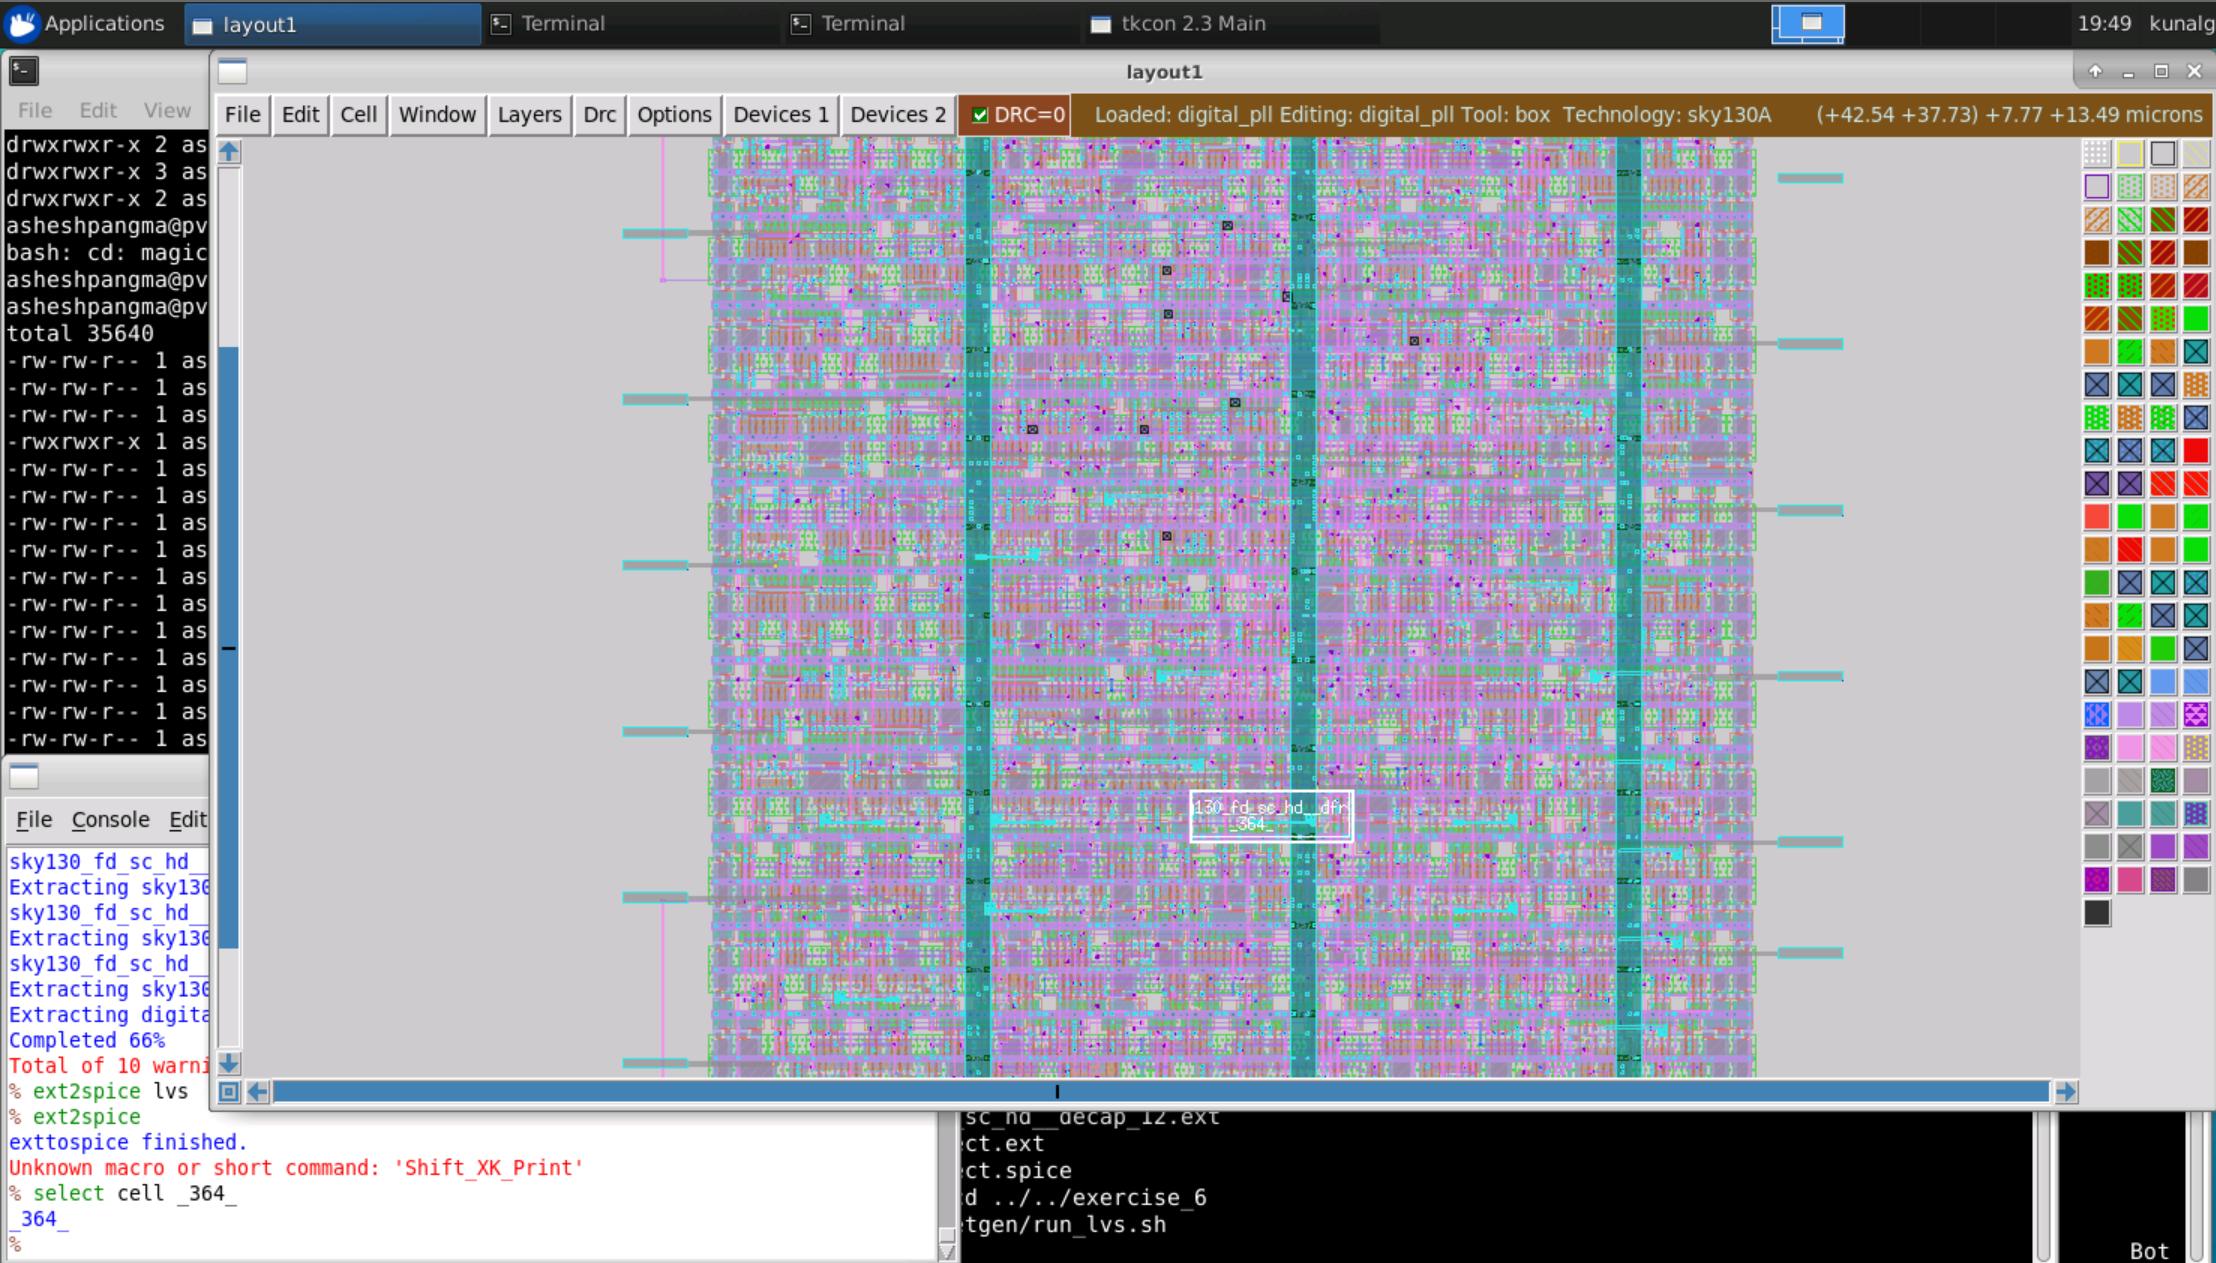 Applications layout1 Terminal Terminal tkcon 2.3 Main 19:49 kunalg
layout1
File Edit View
File Edit Cell Window Layers Drc Options Devices 1 Devices 2 DRC=0 Loaded: digital_pll Editing: digital_pll Tool: box Technology: sky130A (+42.54 +37.73) +7.77 +13.49 microns
drwxrwxr-x 2 as
drwxrwxr-x 3 as
drwxrwxr-x 2 as
asheshpangma@pv
bash: cd: magic
asheshpangma@pv
asheshpangma@pv
total 35640
-rw-rw-r-- 1 as
-rw-rw-r-- 1 as
-rw-rw-r-- 1 as
-rwxrwxr-x 1 as
-rw-rw-r-- 1 as
-rw-rw-r-- 1 as
-rw-rw-r-- 1 as
-rw-rw-r-- 1 as
-rw-rw-r-- 1 as
-rw-rw-r-- 1 as
-rw-rw-r-- 1 as
-rw-rw-r-- 1 as
-rw-rw-r-- 1 as
-rw-rw-r-- 1 as
-rw-rw-r-- 1 as
130_fd_sc_hd__dfr
_364_
File Console Edit
sky130_fd_sc_hd__
Extracting sky130
sky130_fd_sc_hd__
Extracting sky130
sky130_fd_sc_hd__
Extracting sky130
Extracting digita
Completed 66%
Total of 10 warni
% ext2spice lvs
% ext2spice
exttospice finished.
Unknown macro or short command: 'Shift_XK_Print'
% select cell _364_
_364_
%
sc_hd__decap_12.ext
ect.ext
ect.spice
cd ../../exercise_6
etgen/run_lvs.sh
Bot